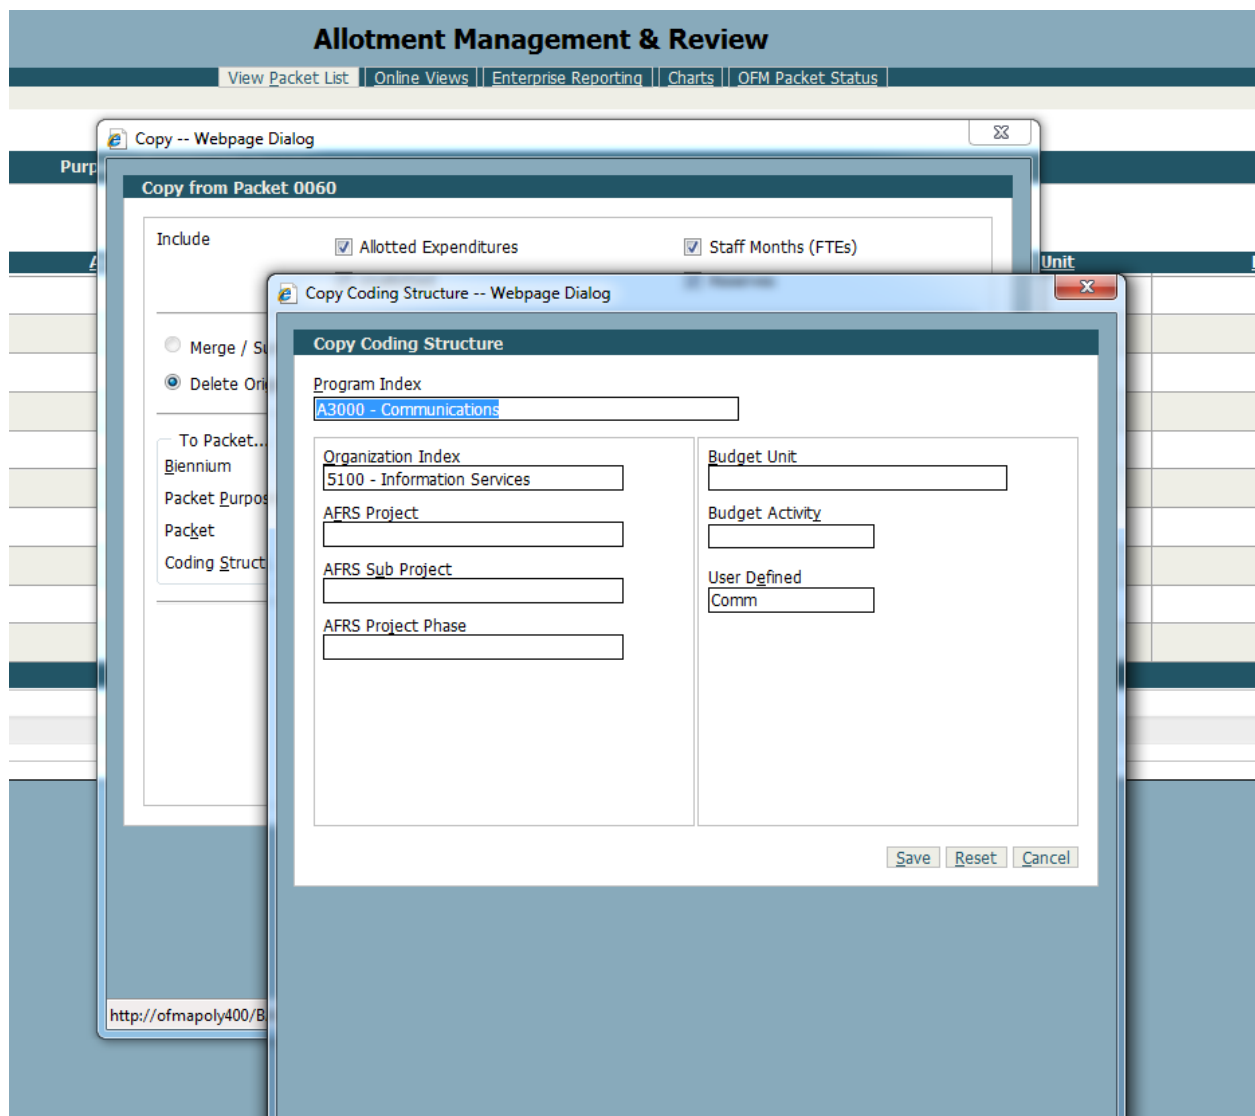 Allotment Management & Review
View Packet List Online Views Enterprise Reporting Charts OFM Packet Status
Copy -- Webpage Dialog
Purp
Copy from Packet 0060
Include
Allotted Expenditures
Staff Months (FTEs)
Unit
Reserves
Copy Coding Structure -- Webpage Dialog
Merge / Su
Delete Orig
To Packet...
Biennium
Packet Purpos
Packet
Coding Struct
Copy Coding Structure
Program Index
A3000 - Communications
Organization Index
5100 - Information Services
AFRS Project
AFRS Sub Project
AFRS Project Phase
Budget Unit
Budget Activity
User Defined
Comm
Save Reset Cancel
http://ofmapoly400/B